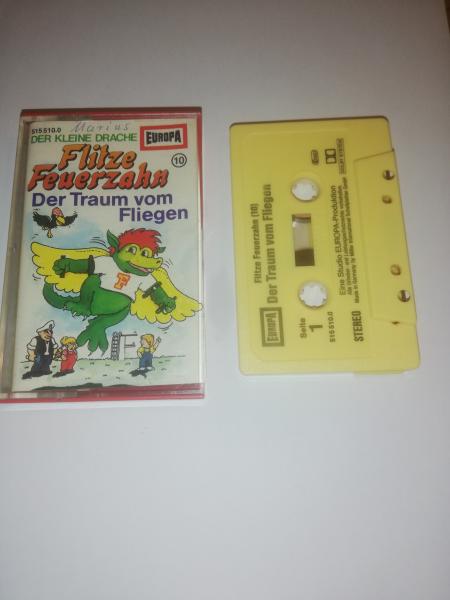 515 510.0
Marius
DER KLEINE DRACHE
EUROPA
Flitze
Feuerzahn
10
Der Traum vom
Fliegen
F
EUROPA
Flitze Feuerzahn (10)
Der Traum vom Fliegen
Seite
1
515 510.0
STEREO
Eine Studio EUROPA-Produktion